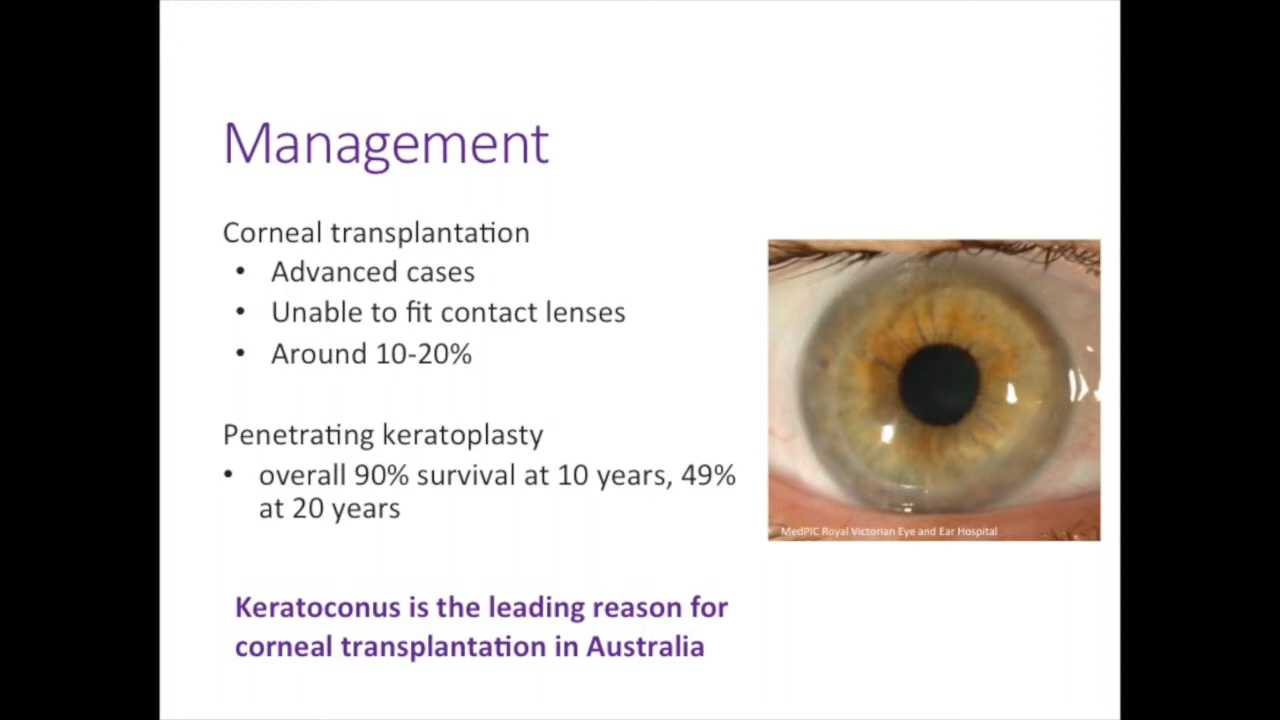 Management
Corneal transplantation
• Advanced cases
• Unable to fit contact lenses
• Around 10-20%
Penetrating keratoplasty
• overall 90% survival at 10 years, 49%
at 20 years
MedPIC Royal Victorian Eye and Ear Hospital
Keratoconus is the leading reason for
corneal transplantation in Australia